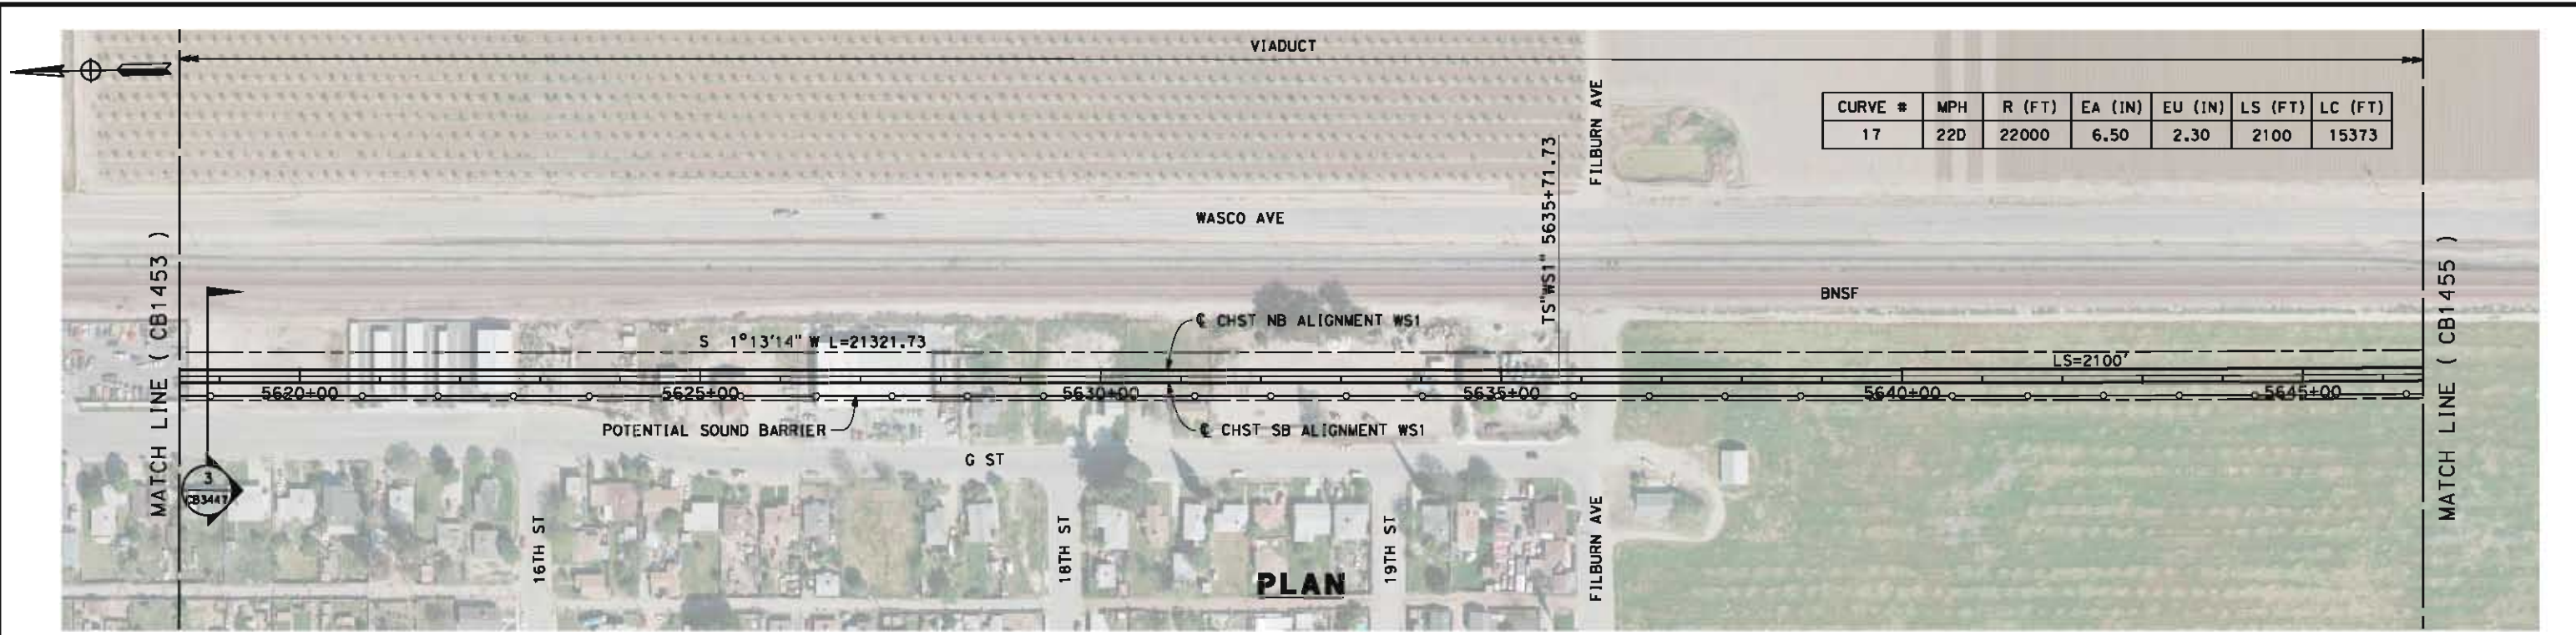 VIADUCT
CURVE # MPH R (FT) EA (IN) EU (IN) LS (FT) LC (FT)
17 220 22000 6.50 2.30 2100 15373
FILBURN AVE
TS"WS1" 5635+71.73
WASCO AVE
MATCH LINE ( CB1453 )
MATCH LINE ( CB1455 )
BNSF
℄ CHST NB ALIGNMENT WS1
S 1°13'14" W L=21321.73
LS=2100'
5620+00 5625+00 5630+00 5635+00 5640+00 5645+00
POTENTIAL SOUND BARRIER
℄ CHST SB ALIGNMENT WS1
G ST
3
CB3447
16TH ST
18TH ST
19TH ST
FILBURN AVE
PLAN